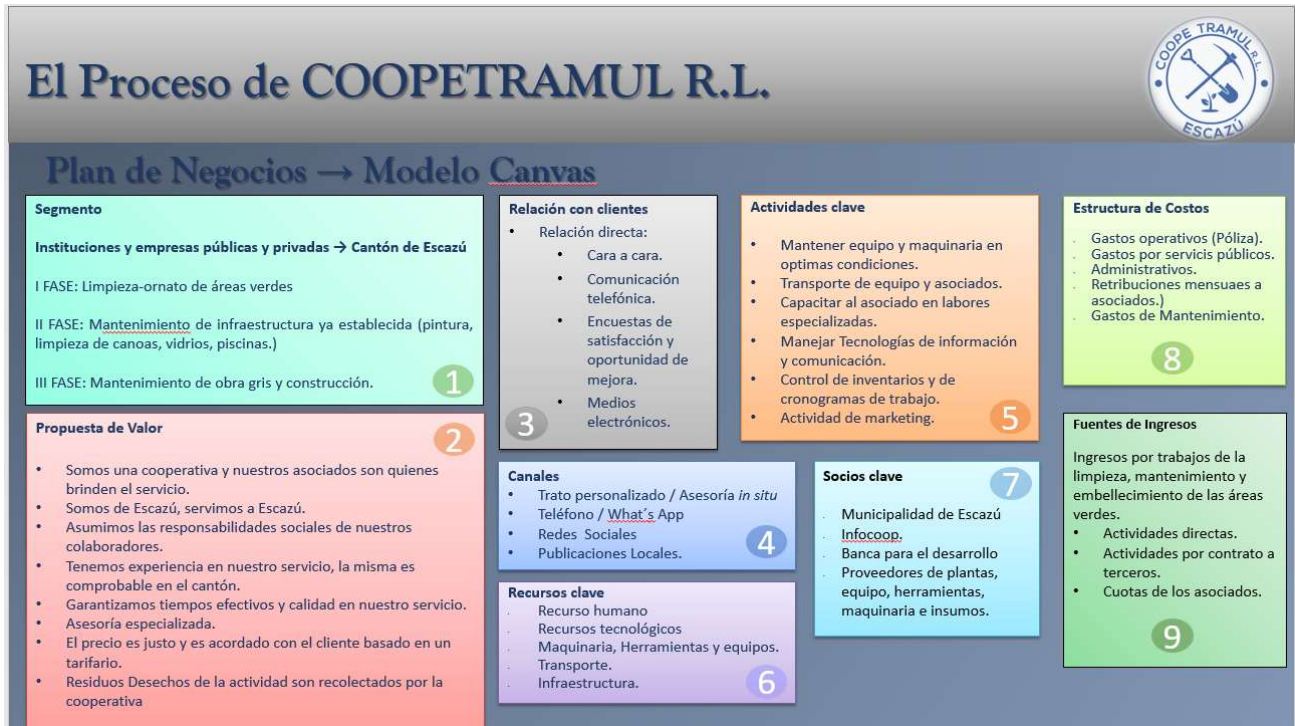 El Proceso de COOPETRAMUL R.L.
COOPE TRAMUL R.L.
ESCAZÚ
Plan de Negocios → Modelo Canvas
Segmento
Instituciones y empresas públicas y privadas → Cantón de Escazú
I FASE: Limpieza-ornato de áreas verdes
II FASE: Mantenimiento de infraestructura ya establecida (pintura,
limpieza de canoas, vidrios, piscinas.)
III FASE: Mantenimiento de obra gris y construcción.
1
Propuesta de Valor
2
• Somos una cooperativa y nuestros asociados son quienes
brinden el servicio.
• Somos de Escazú, servimos a Escazú.
• Asumimos las responsabilidades sociales de nuestros
colaboradores.
• Tenemos experiencia en nuestro servicio, la misma es
comprobable en el cantón.
• Garantizamos tiempos efectivos y calidad en nuestro servicio.
• Asesoría especializada.
• El precio es justo y es acordado con el cliente basado en un
tarifario.
• Residuos Desechos de la actividad son recolectados por la
cooperativa
Relación con clientes
• Relación directa:
• Cara a cara.
• Comunicación
telefónica.
• Encuestas de
satisfacción y
oportunidad de
mejora.
• Medios
electrónicos.
3
Canales
• Trato personalizado / Asesoría in situ
• Teléfono / What´s App
• Redes Sociales
• Publicaciones Locales.
4
Actividades clave
• Mantener equipo y maquinaria en
optimas condiciones.
• Transporte de equipo y asociados.
• Capacitar al asociado en labores
especializadas.
• Manejar Tecnologías de información
y comunicación.
• Control de inventarios y de
cronogramas de trabajo.
• Actividad de marketing.
5
Recursos clave
. Recurso humano
. Recursos tecnológicos
. Maquinaria, Herramientas y equipos.
. Transporte.
. Infraestructura.
6
Socios clave
7
. Municipalidad de Escazú
. Infocoop.
. Banca para el desarrollo
. Proveedores de plantas,
equipo, herramientas,
maquinaria e insumos.
Estructura de Costos
. Gastos operativos (Póliza).
. Gastos por servicis públicos.
. Administrativos.
. Retribuciones mensuaes a
asociados.)
. Gastos de Mantenimiento.
8
Fuentes de Ingresos
Ingresos por trabajos de la
limpieza, mantenimiento y
embellecimiento de las áreas
verdes.
• Actividades directas.
• Actividades por contrato a
terceros.
• Cuotas de los asociados.
9